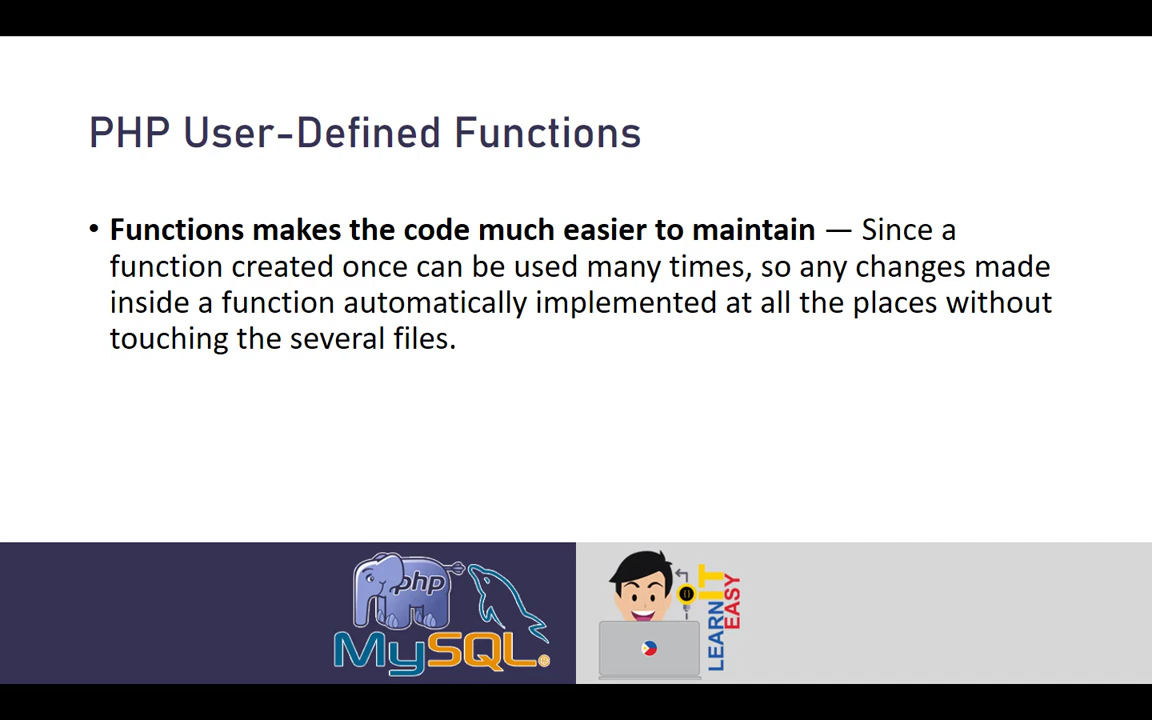 PHP User-Defined Functions
• Functions makes the code much easier to maintain — Since a
function created once can be used many times, so any changes made
inside a function automatically implemented at all the places without
touching the several files.
php
MySQL®
LEARN IT
EASY